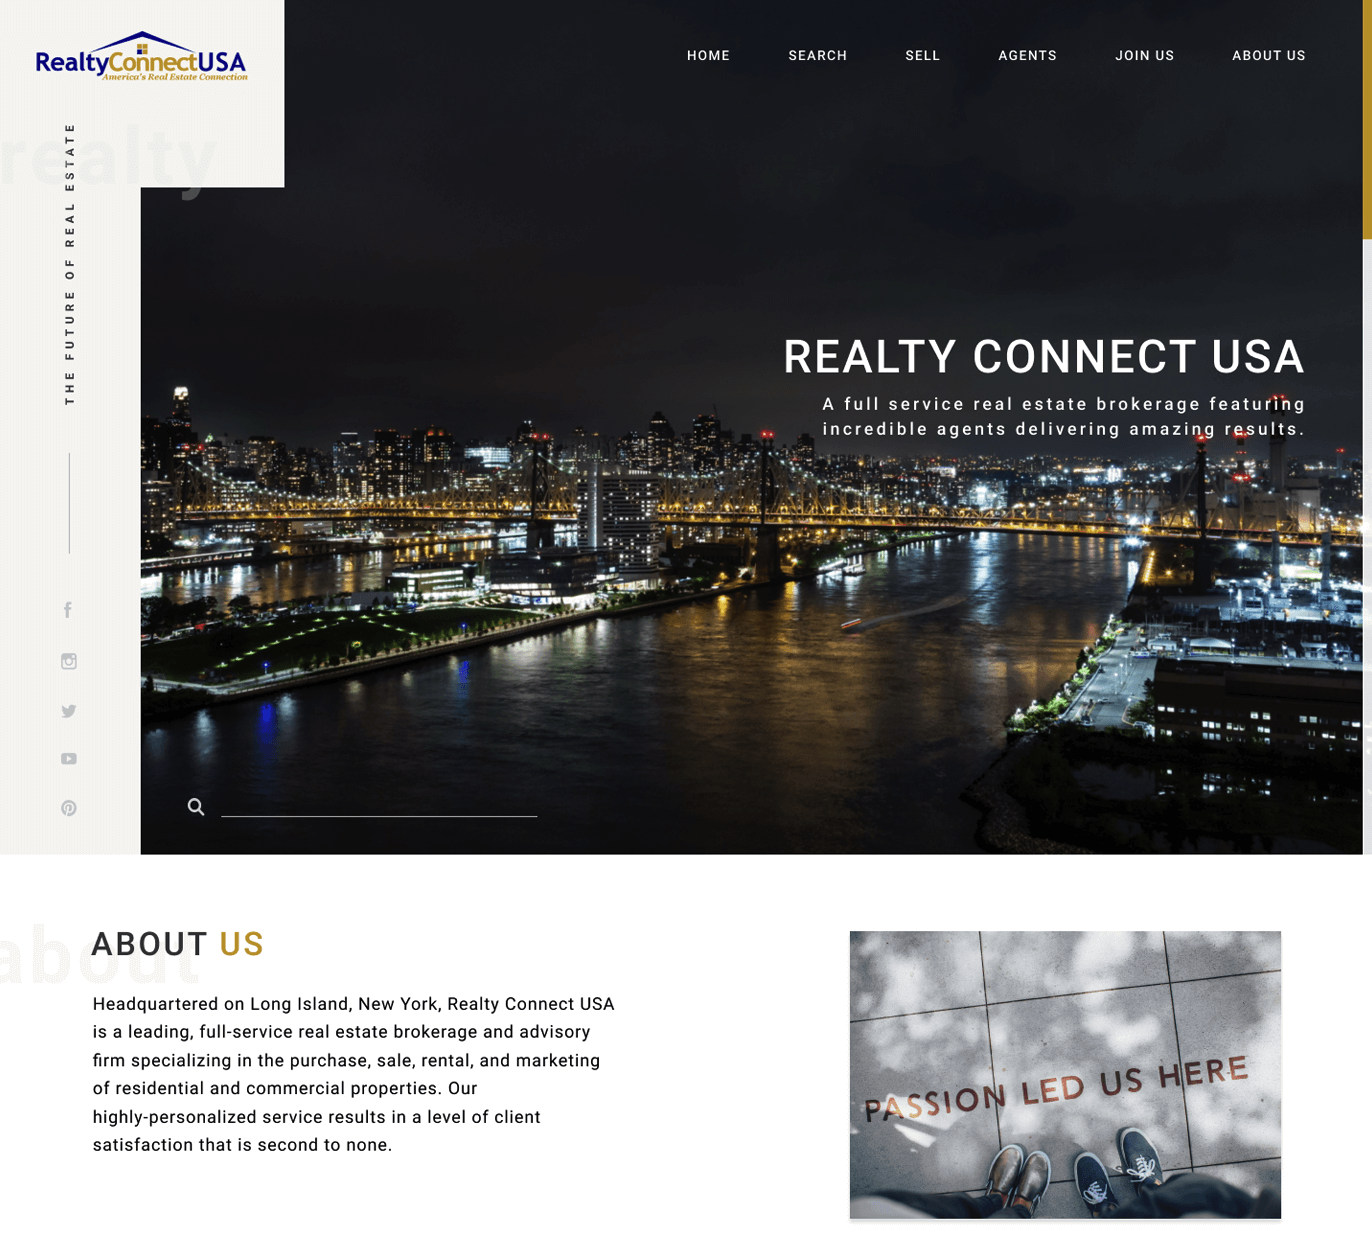 RealtyConnectUSA
America's Real Estate Connection
HOME SEARCH SELL AGENTS JOIN US ABOUT US
realty
THE FUTURE OF REAL ESTATE
REALTY CONNECT USA
A full service real estate brokerage featuring
incredible agents delivering amazing results.
about
ABOUT US
Headquartered on Long Island, New York, Realty Connect USA
is a leading, full-service real estate brokerage and advisory
firm specializing in the purchase, sale, rental, and marketing
of residential and commercial properties. Our
highly-personalized service results in a level of client
satisfaction that is second to none.
PASSION LED US HERE